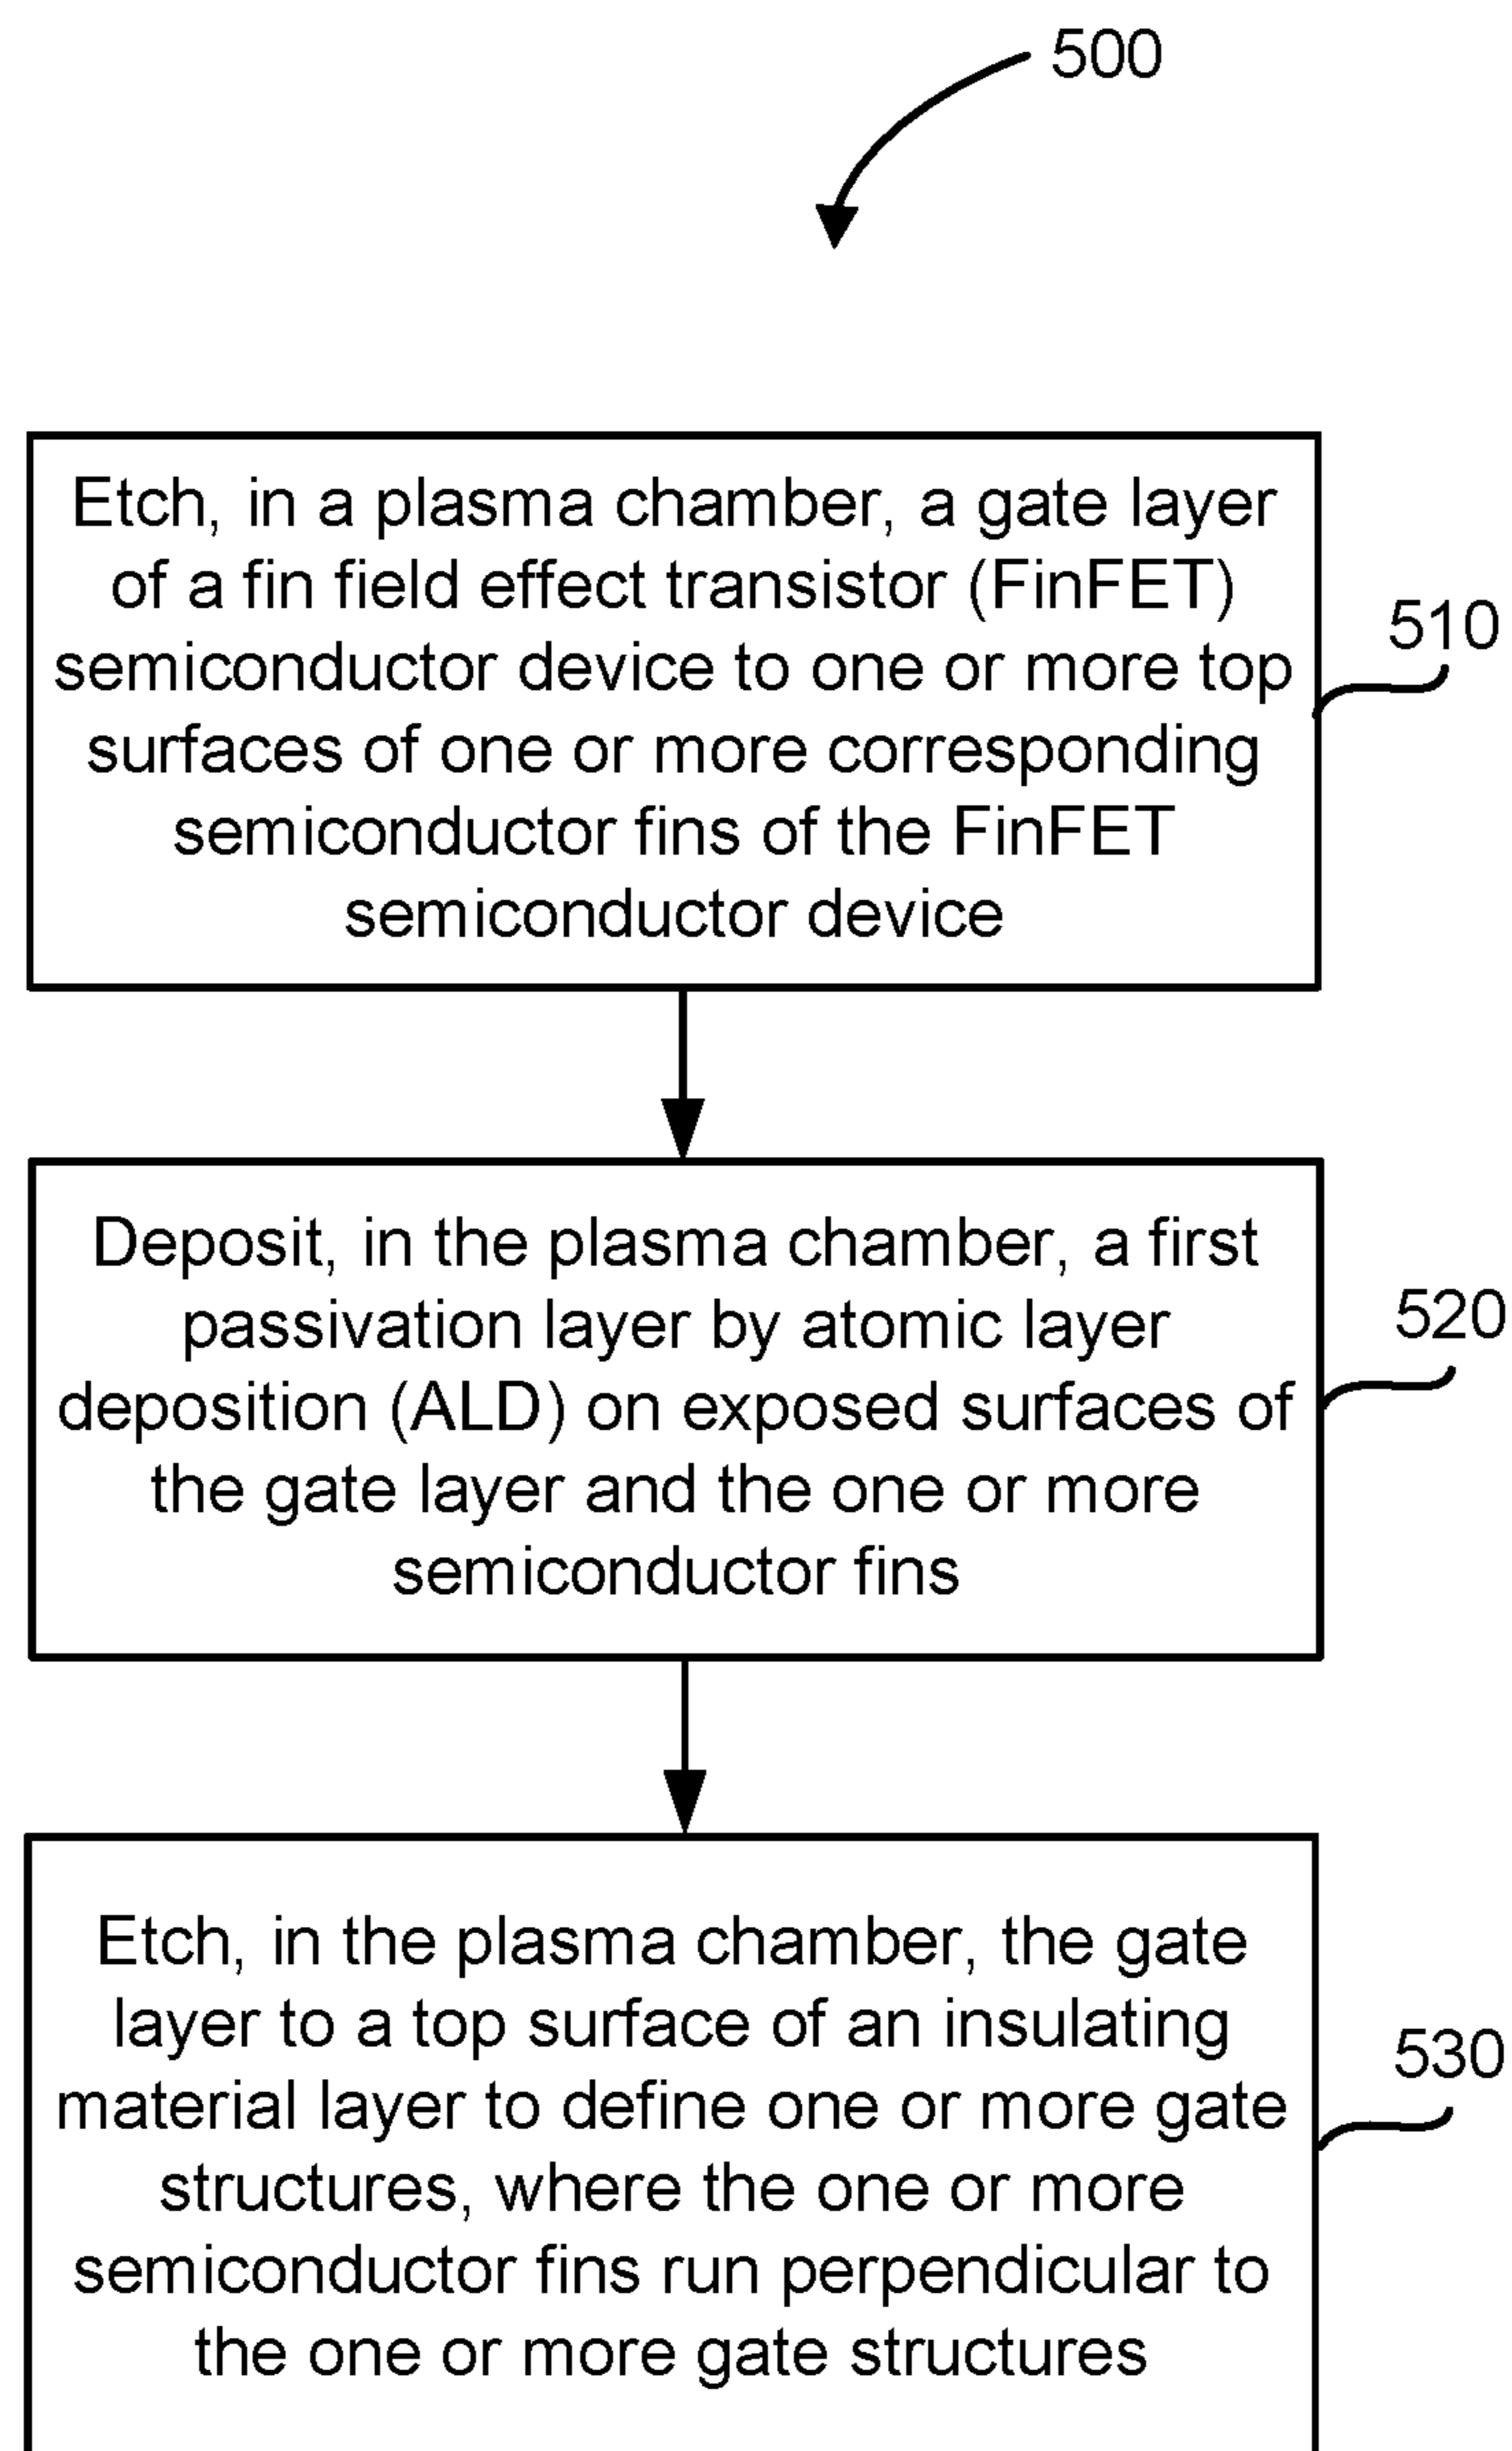 500
Etch, in a plasma chamber, a gate layer
of a fin field effect transistor (FinFET)
semiconductor device to one or more top
surfaces of one or more corresponding
semiconductor fins of the FinFET
semiconductor device
510
Deposit, in the plasma chamber, a first
passivation layer by atomic layer
deposition (ALD) on exposed surfaces of
the gate layer and the one or more
semiconductor fins
520
Etch, in the plasma chamber, the gate
layer to a top surface of an insulating
material layer to define one or more gate
structures, where the one or more
semiconductor fins run perpendicular to
the one or more gate structures
530